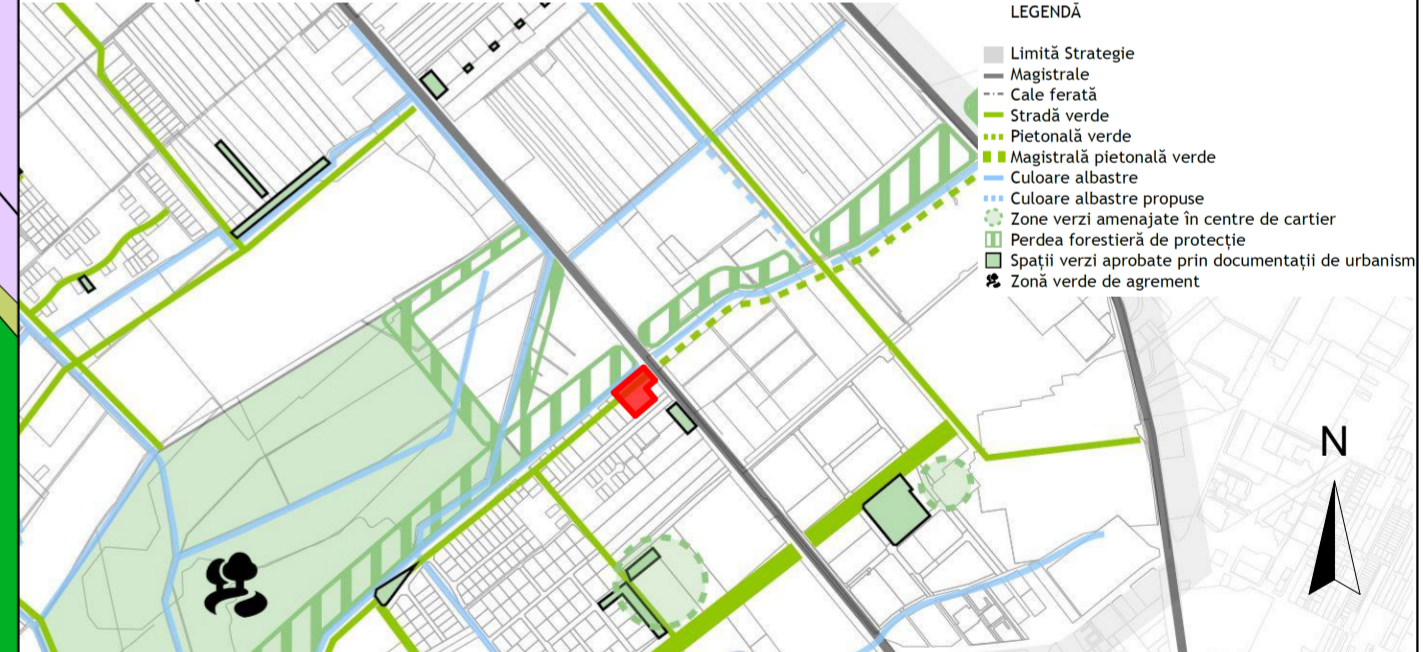 LEGENDĂ
Limită Strategie
Magistrale
Cale ferată
Stradă verde
Pietonală verde
Magistrală pietonală verde
Culoare albastre
Culoare albastre propuse
Zone verzi amenajate în centre de cartier
Perdea forestieră de protecție
Spații verzi aprobate prin documentații de urbanism
Zonă verde de agrement
N